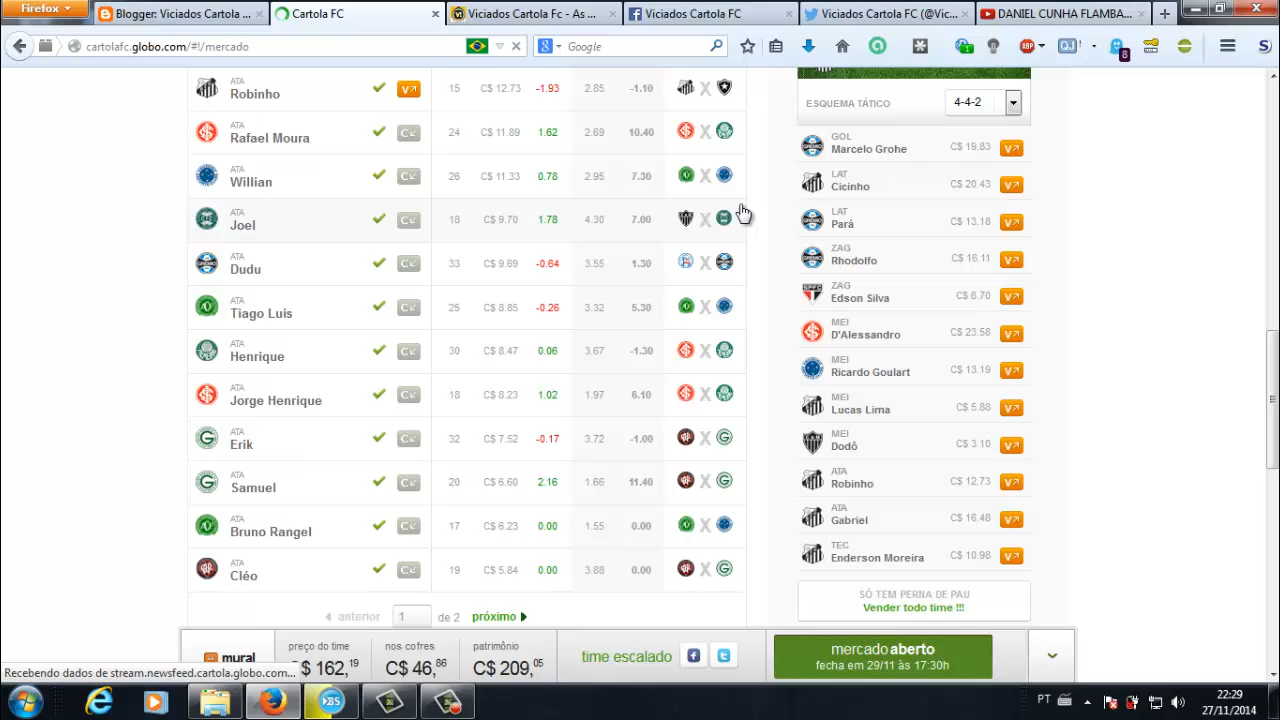 Firefox
Blogger: Viciados Cartola ...
Cartola FC
Viciados Cartola Fc - As ...
Viciados Cartola FC
Viciados Cartola FC (@Vic...
DANIEL CUNHA FLAMBA...
cartolafc.globo.com/#!/mercado
Google
ABP
QJ!
8
S
ATA
Robinho
15 C$ 12.73 -1.93 2.85 -1.10 X
ATA
Rafael Moura
24 C$ 11.89 1.62 2.69 10.40 X
ATA
Willian
26 C$ 11.33 0.78 2.95 7.30 X
ATA
Joel
18 C$ 9.70 1.78 4.30 7.00 X
ATA
Dudu
33 C$ 9.69 -0.64 3.55 1.30 X
ATA
Tiago Luis
25 C$ 8.85 -0.26 3.32 5.30 X
ATA
Henrique
30 C$ 8.47 0.06 3.67 -1.30 X
ATA
Jorge Henrique
18 C$ 8.23 1.02 1.97 6.10 X
ATA
Erik
32 C$ 7.52 -0.17 3.72 -1.00 X
ATA
Samuel
20 C$ 6.60 2.16 1.66 11.40 X
ATA
Bruno Rangel
17 C$ 6.23 0.00 1.55 0.00 X
ATA
Cléo
19 C$ 5.84 0.00 3.88 0.00 X
anterior 1 de 2 próximo
ESQUEMA TÁTICO 4-4-2
GOL
Marcelo Grohe C$ 19.83
LAT
Cicinho C$ 20.43
LAT
Pará C$ 13.18
ZAG
Rhodolfo C$ 16.11
ZAG
Edson Silva C$ 6.70
MEI
D'Alessandro C$ 23.58
MEI
Ricardo Goulart C$ 13.19
MEI
Lucas Lima C$ 5.88
MEI
Dodô C$ 3.10
ATA
Robinho C$ 12.73
ATA
Gabriel C$ 16.48
TEC
Enderson Moreira C$ 10.98
SÓ TEM PERNA DE PAU
Vender todo time !!!
mural
preço do time
C$ 162,19
nos cofres
C$ 46,86
patrimônio
C$ 209,05
time escalado
mercado aberto
fecha em 29/11 às 17:30h
Recebendo dados de stream.newsfeed.cartola.globo.com...
BS
PT
22:29
27/11/2014